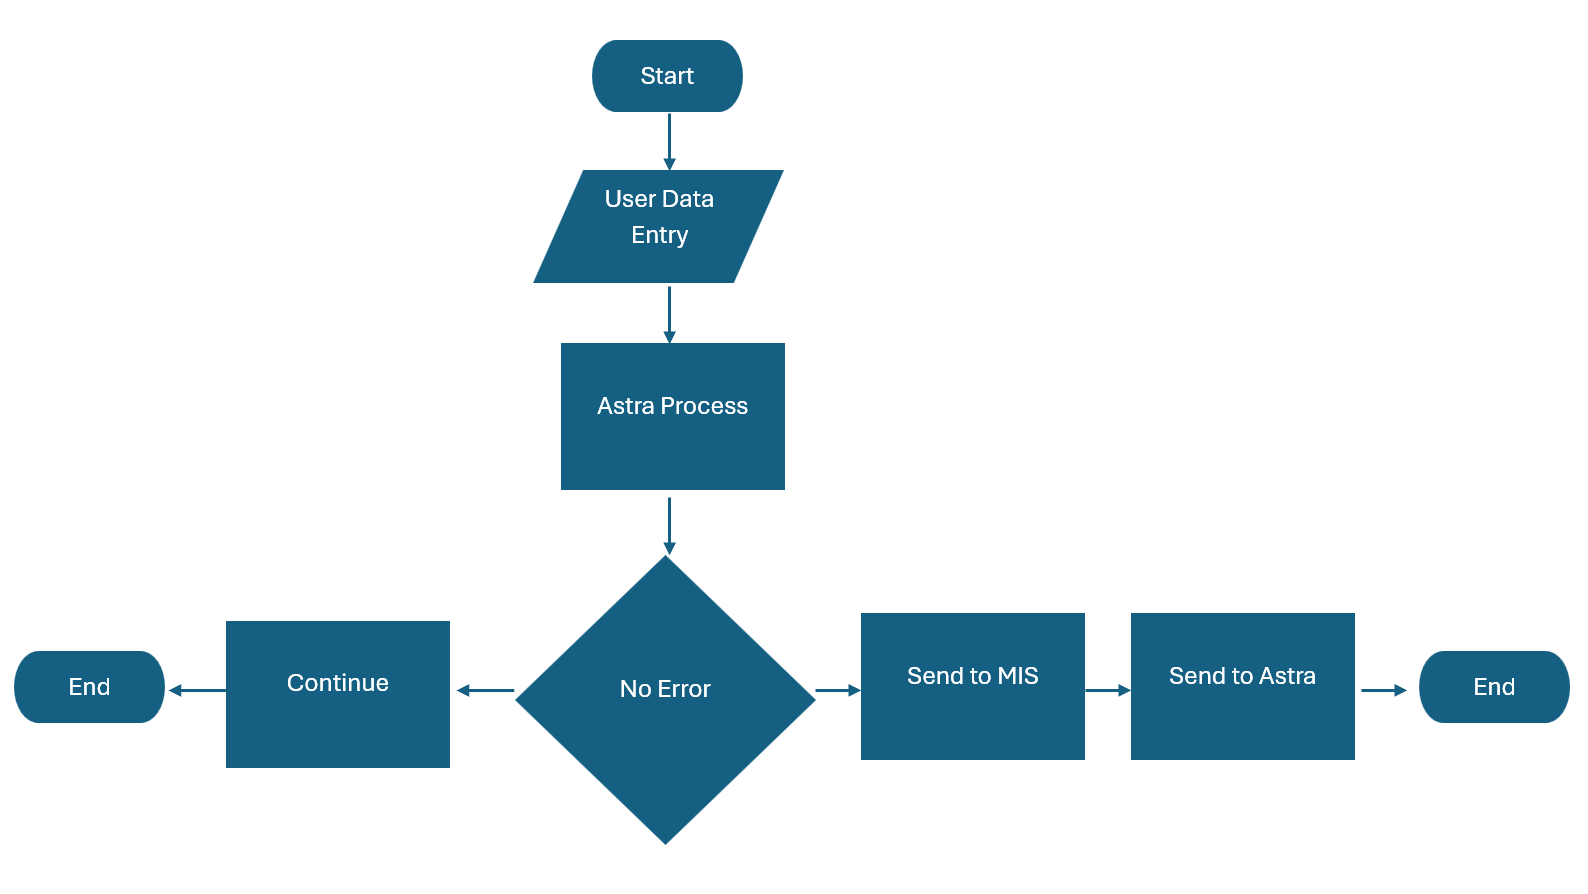 Start
User Data
Entry
Astra Process
No Error
Continue
End
Send to MIS
Send to Astra
End